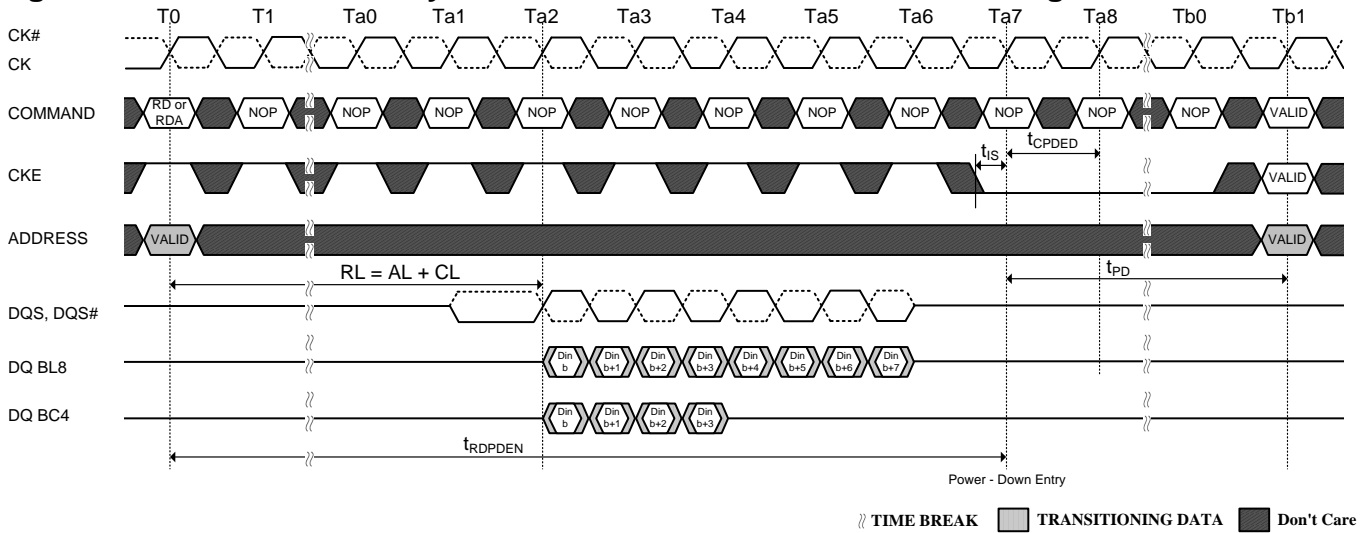 T0 T1 Ta0 Ta1 Ta2 Ta3 Ta4 Ta5 Ta6 Ta7 Ta8 Tb0 Tb1
CK#
CK
COMMAND RD or RDA NOP NOP NOP NOP NOP NOP NOP NOP NOP NOP NOP VALID
tIS tCPDED
CKE VALID
ADDRESS VALID VALID
RL = AL + CL tPD
DQS, DQS#
DQ BL8 Din b Din b+1 Din b+2 Din b+3 Din b+4 Din b+5 Din b+6 Din b+7
DQ BC4 Din b Din b+1 Din b+2 Din b+3
tRDPDEN
Power - Down Entry
TIME BREAK TRANSITIONING DATA Don't Care